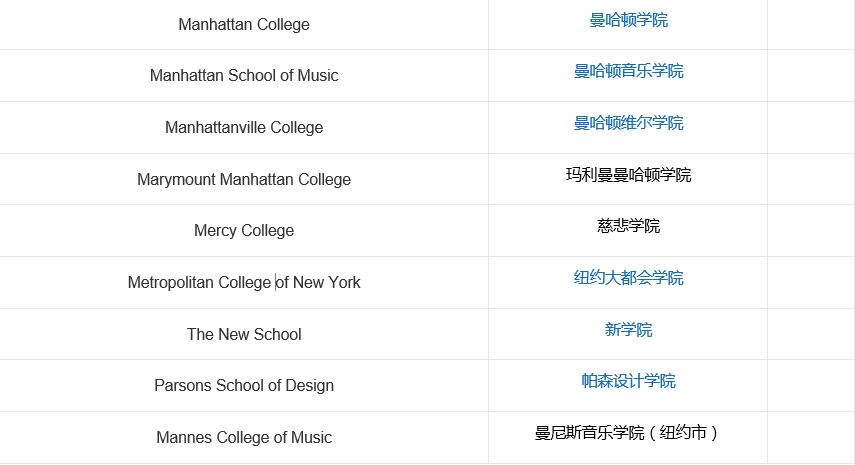 Manhattan College 曼哈顿学院
Manhattan School of Music 曼哈顿音乐学院
Manhattanville College 曼哈顿维尔学院
Marymount Manhattan College 玛利曼曼哈顿学院
Mercy College 慈悲学院
Metropolitan College of New York 纽约大都会学院
The New School 新学院
Parsons School of Design 帕森设计学院
Mannes College of Music 曼尼斯音乐学院（纽约市）